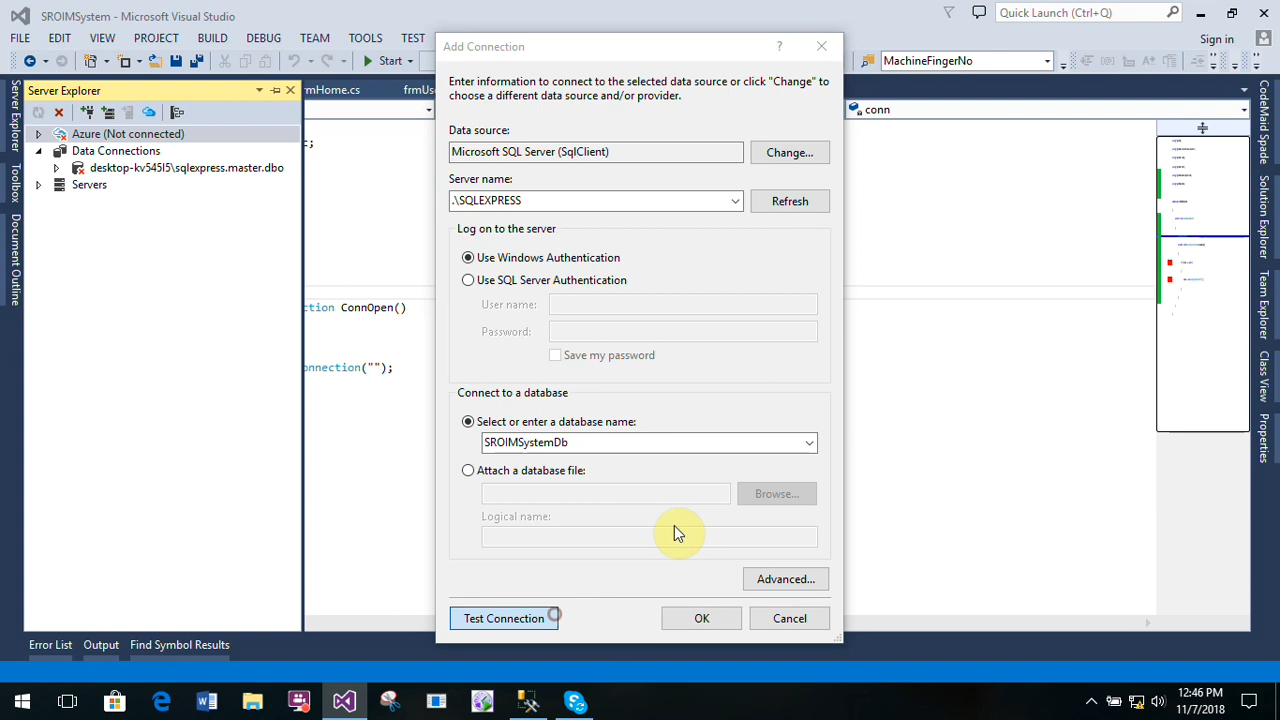 SROIMSystem - Microsoft Visual Studio
Quick Launch (Ctrl+Q)
FILE EDIT VIEW PROJECT BUILD DEBUG TEAM TOOLS TEST
Sign in
Start
MachineFingerNo
Server Explorer
frmHome.cs
frmUse
conn
Azure (Not connected)
Data Connections
desktop-kv545l5\sqlexpress.master.dbo
Servers
Server Explorer
Toolbox
Document Outline
c;
ction ConnOpen()
onnection("");
Add Connection
Enter information to connect to the selected data source or click "Change" to
choose a different data source and/or provider.
Data source:
Microsoft SQL Server (SqlClient)
Change...
Server name:
.\SQLEXPRESS
Refresh
Log on to the server
Use Windows Authentication
Use SQL Server Authentication
User name:
Password:
Save my password
Connect to a database
Select or enter a database name:
SROIMSystemDb
Attach a database file:
Browse...
Logical name:
Advanced...
Test Connection
OK
Cancel
CodeMaid Spade
Solution Explorer
Team Explorer
Class View
Properties
Error List Output Find Symbol Results
12:46 PM
11/7/2018